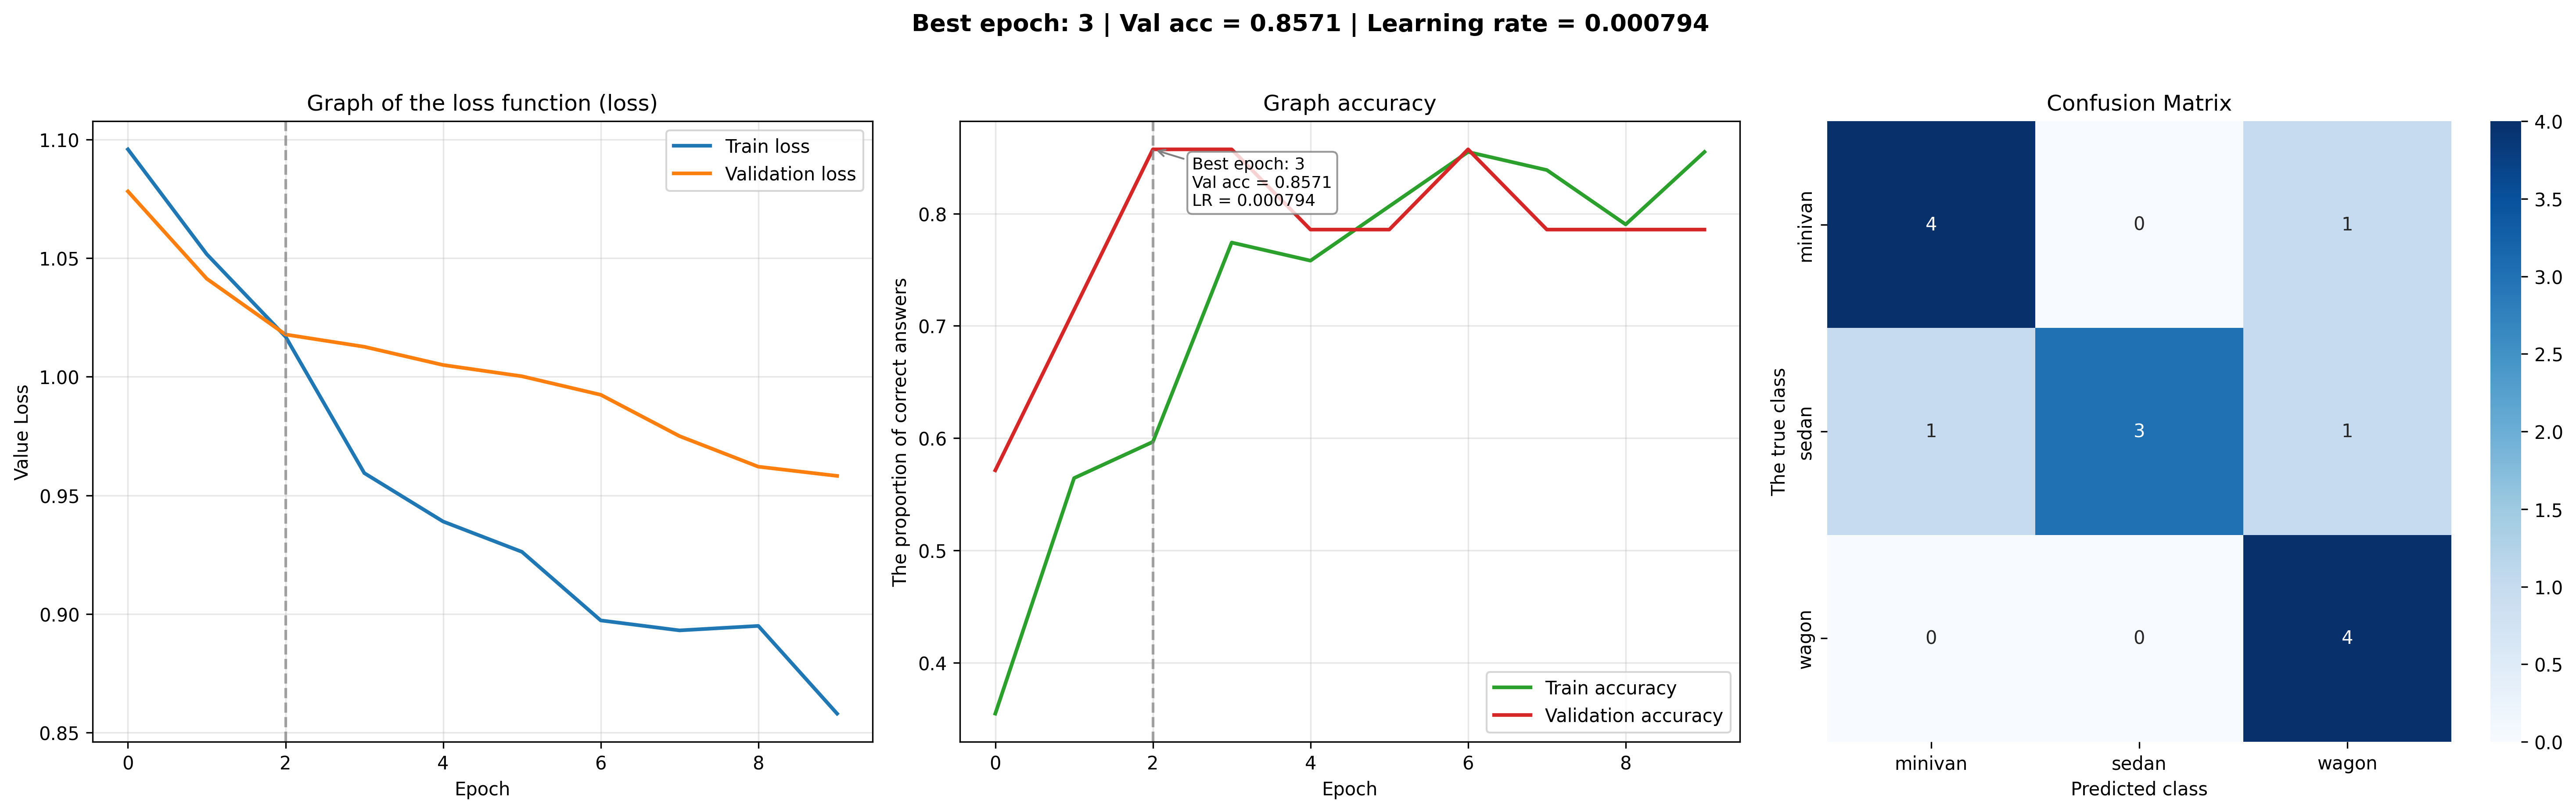 Best epoch: 3 | Val acc = 0.8571 | Learning rate = 0.000794
Graph of the loss function (loss)
1.10
1.05
1.00
0.95
0.90
0.85
Value Loss
Train loss
Validation loss
0
2
4
6
8
Epoch
Graph accuracy
0.8
0.7
0.6
0.5
0.4
The proportion of correct answers
Best epoch: 3
Val acc = 0.8571
LR = 0.000794
Train accuracy
Validation accuracy
0
2
4
6
8
Epoch
Confusion Matrix
The true class
minivan
4 0 1
sedan
1 3 1
wagon
0 0 4
minivan sedan wagon
Predicted class
4.0
3.5
3.0
2.5
2.0
1.5
1.0
0.5
0.0